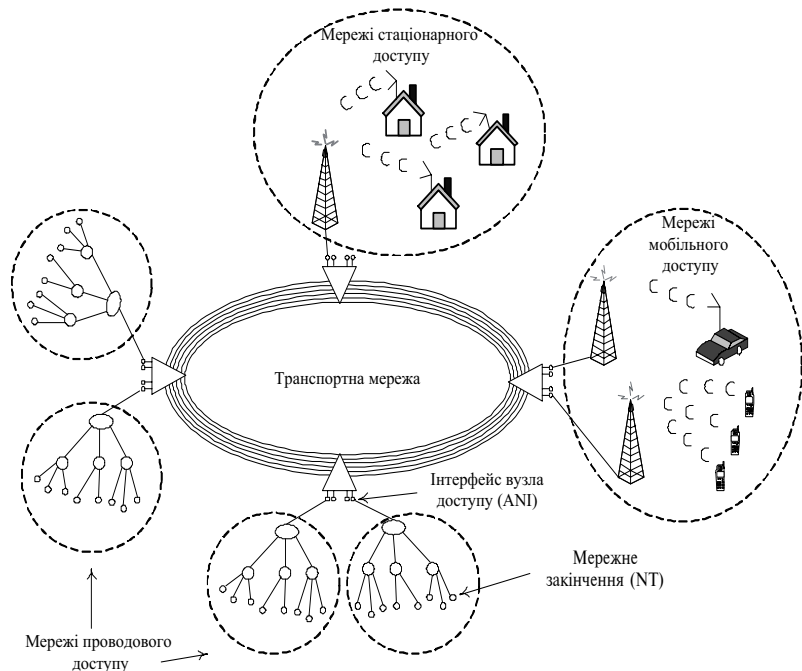 Мережі стаціонарного
доступу
Мережі
мобільного
доступу
Транспортна мережа
Інтерфейс вузла
доступу (ANI)
Мережне
закінчення (NT)
Мережі проводового
доступу